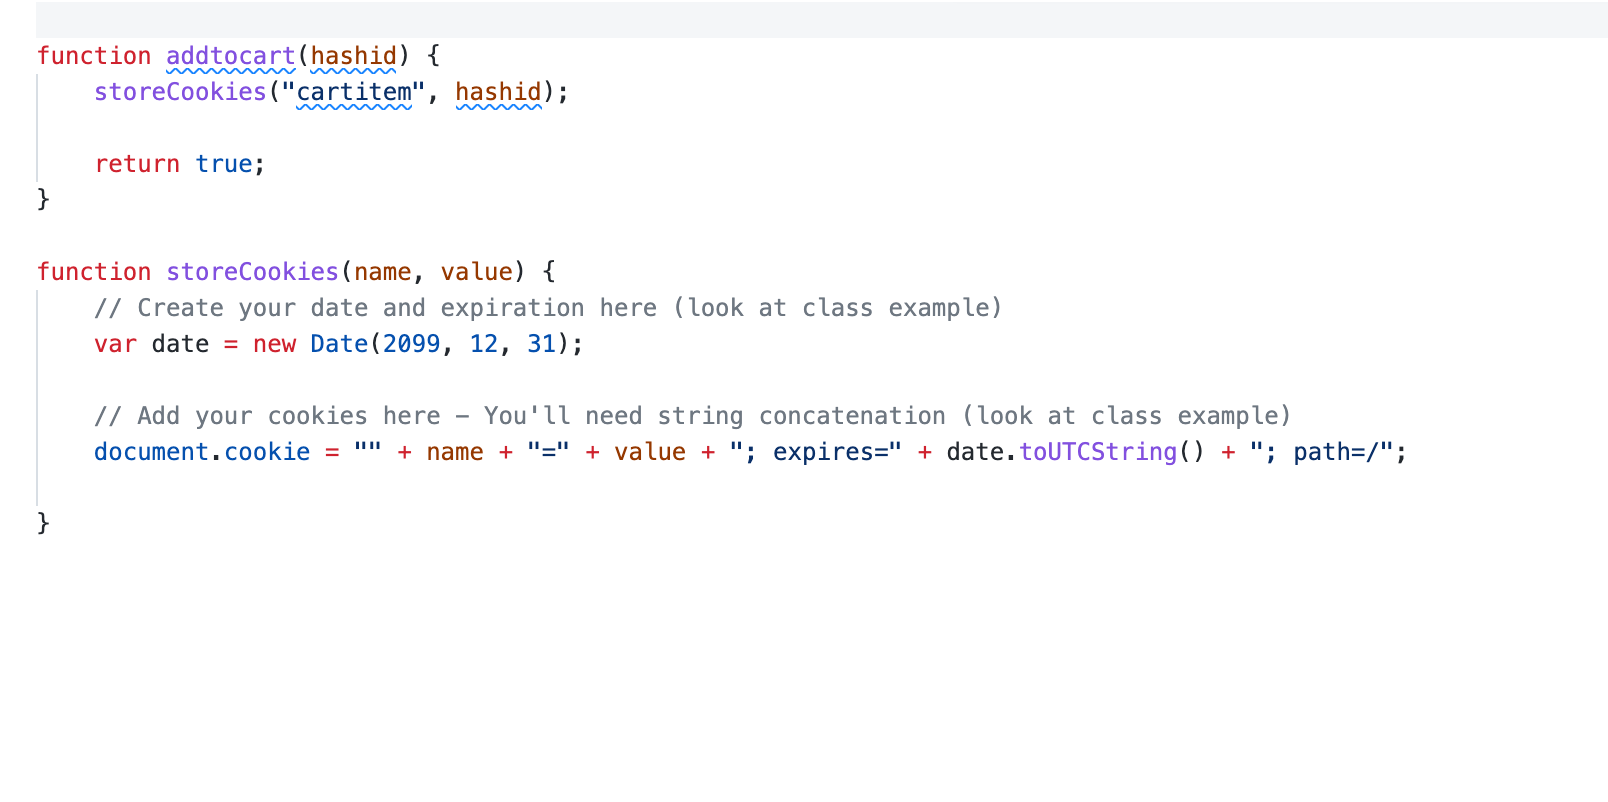 function addtocart(hashid) {
    storeCookies("cartitem", hashid);
    return true;
}
function storeCookies(name, value) {
    // Create your date and expiration here (look at class example)
    var date = new Date(2099, 12, 31);
    // Add your cookies here – You'll need string concatenation (look at class example)
    document.cookie = "" + name + "=" + value + "; expires=" + date.toUTCString() + "; path=/";
}